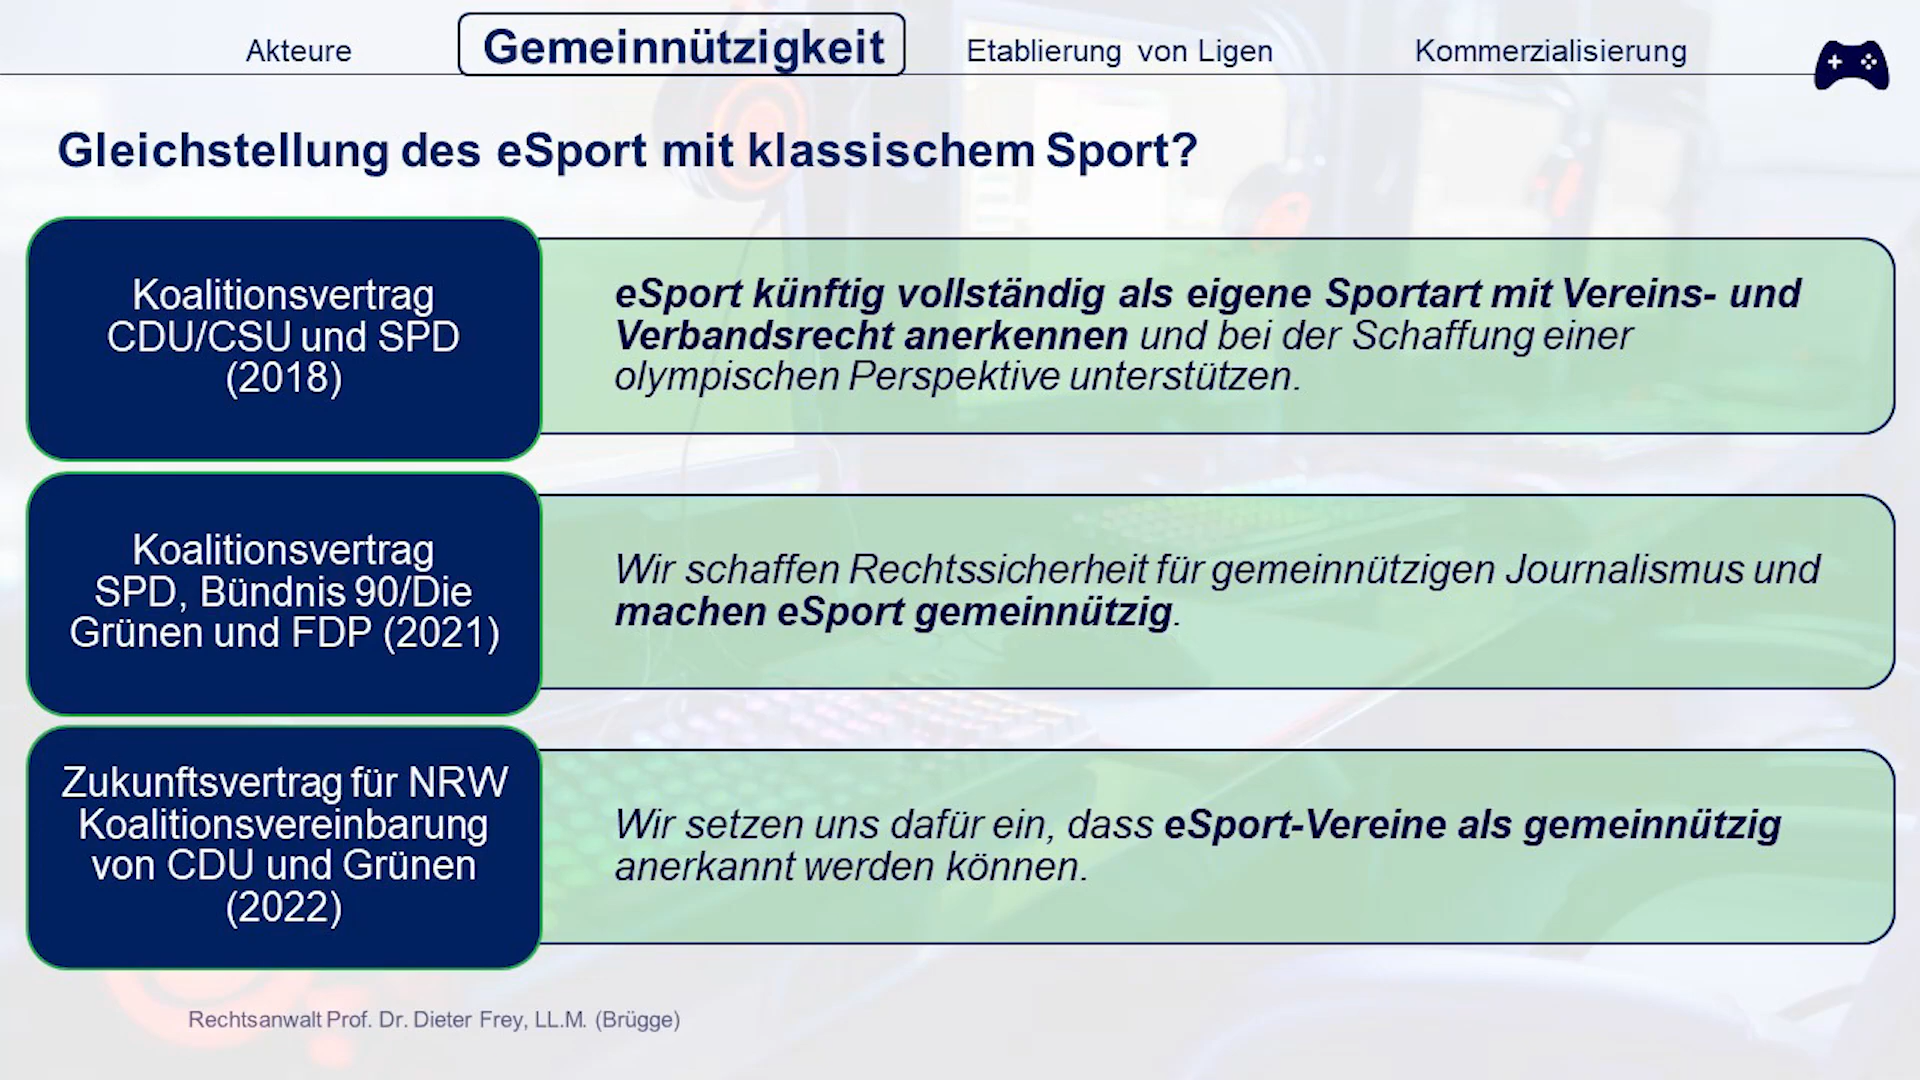 Akteure
Gemeinnützigkeit
Etablierung von Ligen
Kommerzialisierung
Gleichstellung des eSport mit klassischem Sport?
Koalitionsvertrag
CDU/CSU und SPD
(2018)
eSport künftig vollständig als eigene Sportart mit Vereins- und
Verbandsrecht anerkennen und bei der Schaffung einer
olympischen Perspektive unterstützen.
Koalitionsvertrag
SPD, Bündnis 90/Die
Grünen und FDP (2021)
Wir schaffen Rechtssicherheit für gemeinnützigen Journalismus und
machen eSport gemeinnützig.
Zukunftsvertrag für NRW
Koalitionsvereinbarung
von CDU und Grünen
(2022)
Wir setzen uns dafür ein, dass eSport-Vereine als gemeinnützig
anerkannt werden können.
Rechtsanwalt Prof. Dr. Dieter Frey, LL.M. (Brügge)